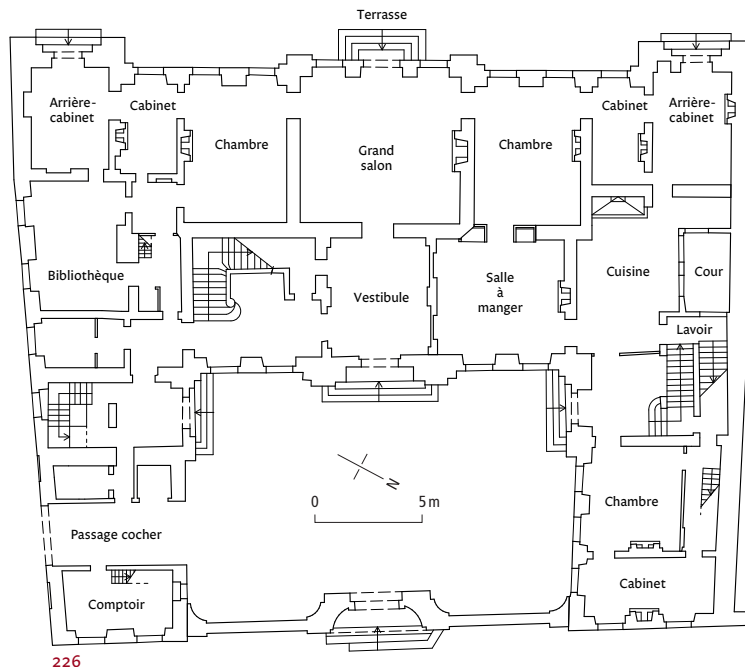 Terrasse
Arrière-
cabinet
Cabinet
Chambre
Grand
salon
Chambre
Cabinet
Arrière-
cabinet
Bibliothèque
Vestibule
Salle
à
manger
Cuisine
Cour
Lavoir
N
0 5 m
Passage cocher
Comptoir
Chambre
Cabinet
226